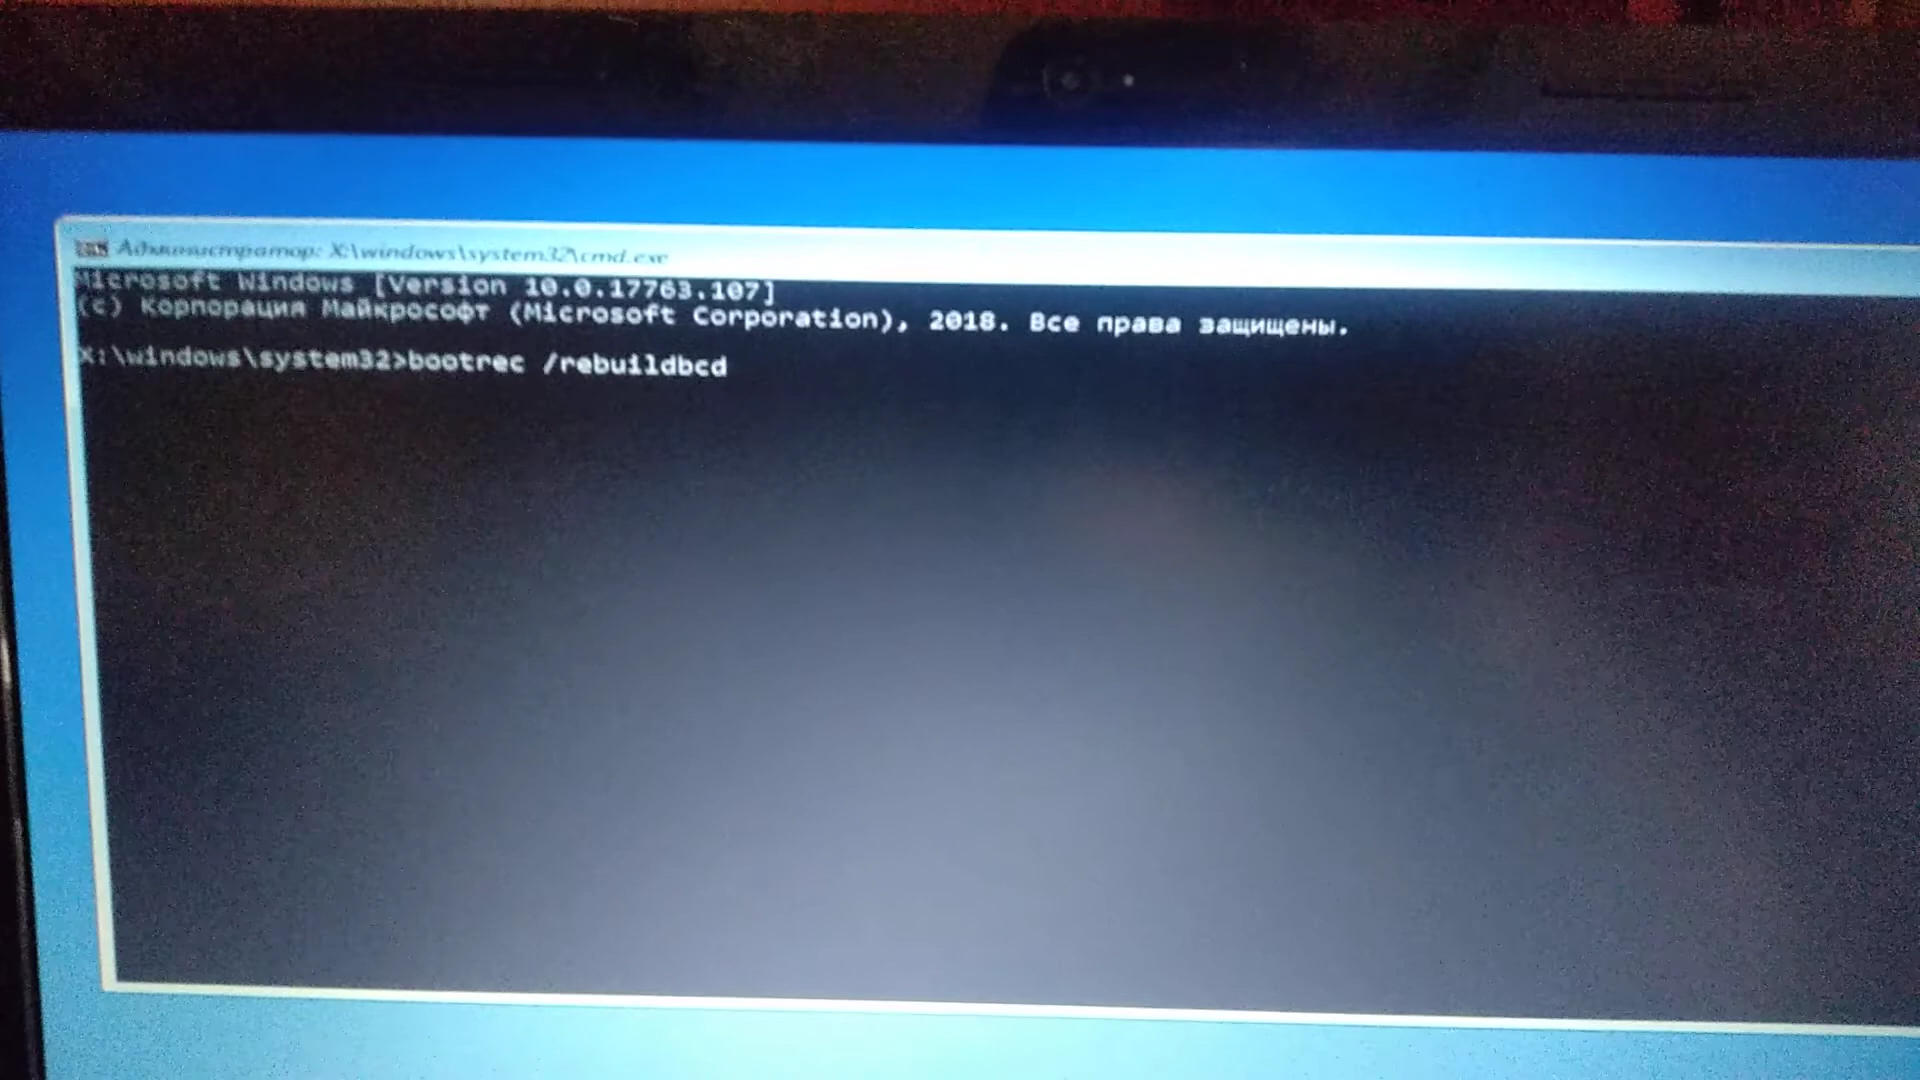 Администратор: X:\windows\system32\cmd.exe
Microsoft Windows [Version 10.0.17763.107]
(c) Корпорация Майкрософт (Microsoft Corporation), 2018. Все права защищены.
X:\windows\system32>bootrec /rebuildbcd